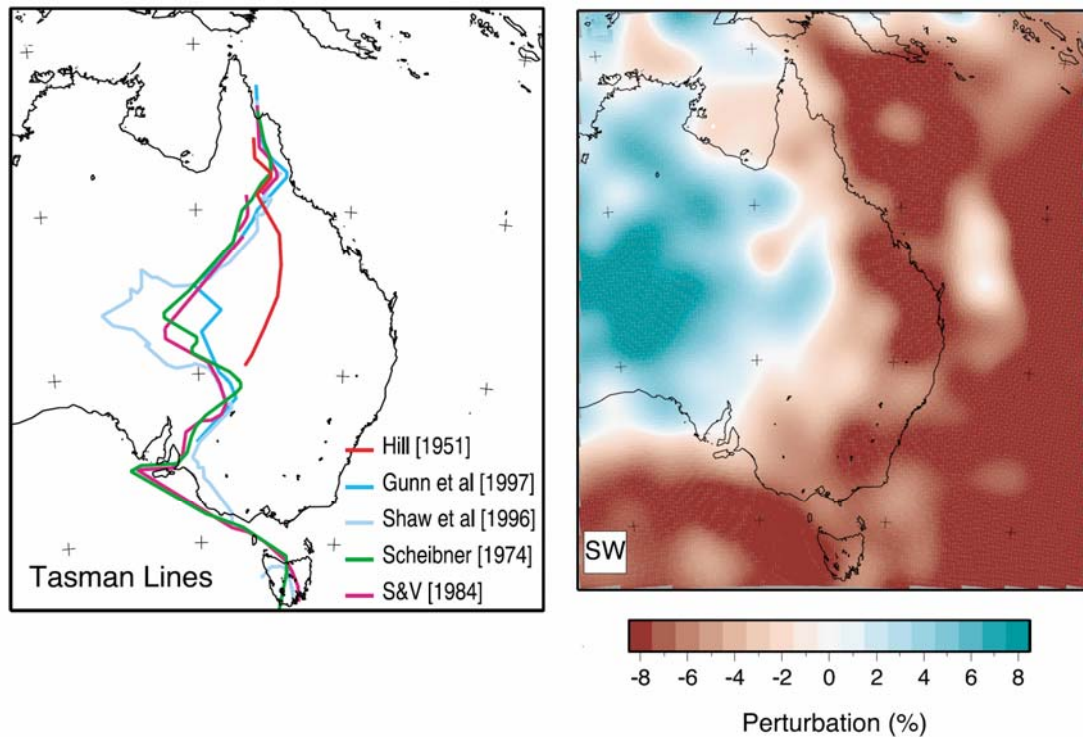 Hill [1951]
Gunn et al [1997]
Shaw et al [1996]
Scheibner [1974]
S&V [1984]
Tasman Lines
SW
-8 -6 -4 -2 0 2 4 6 8
Perturbation (%)